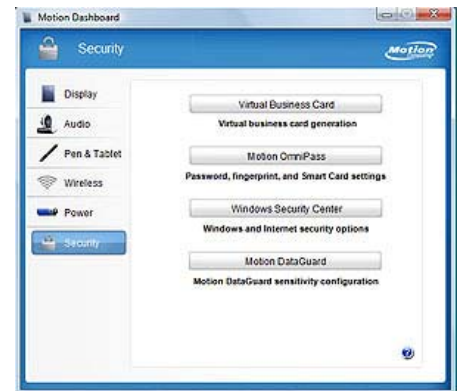 Motion Dashboard
Security
Motion
Display
Audio
Pen & Tablet
Wireless
Power
Security
Virtual Business Card
Virtual business card generation
Motion OmniPass
Password, fingerprint, and Smart Card settings
Windows Security Center
Windows and Internet security options
Motion DataGuard
Motion DataGuard sensitivity configuration